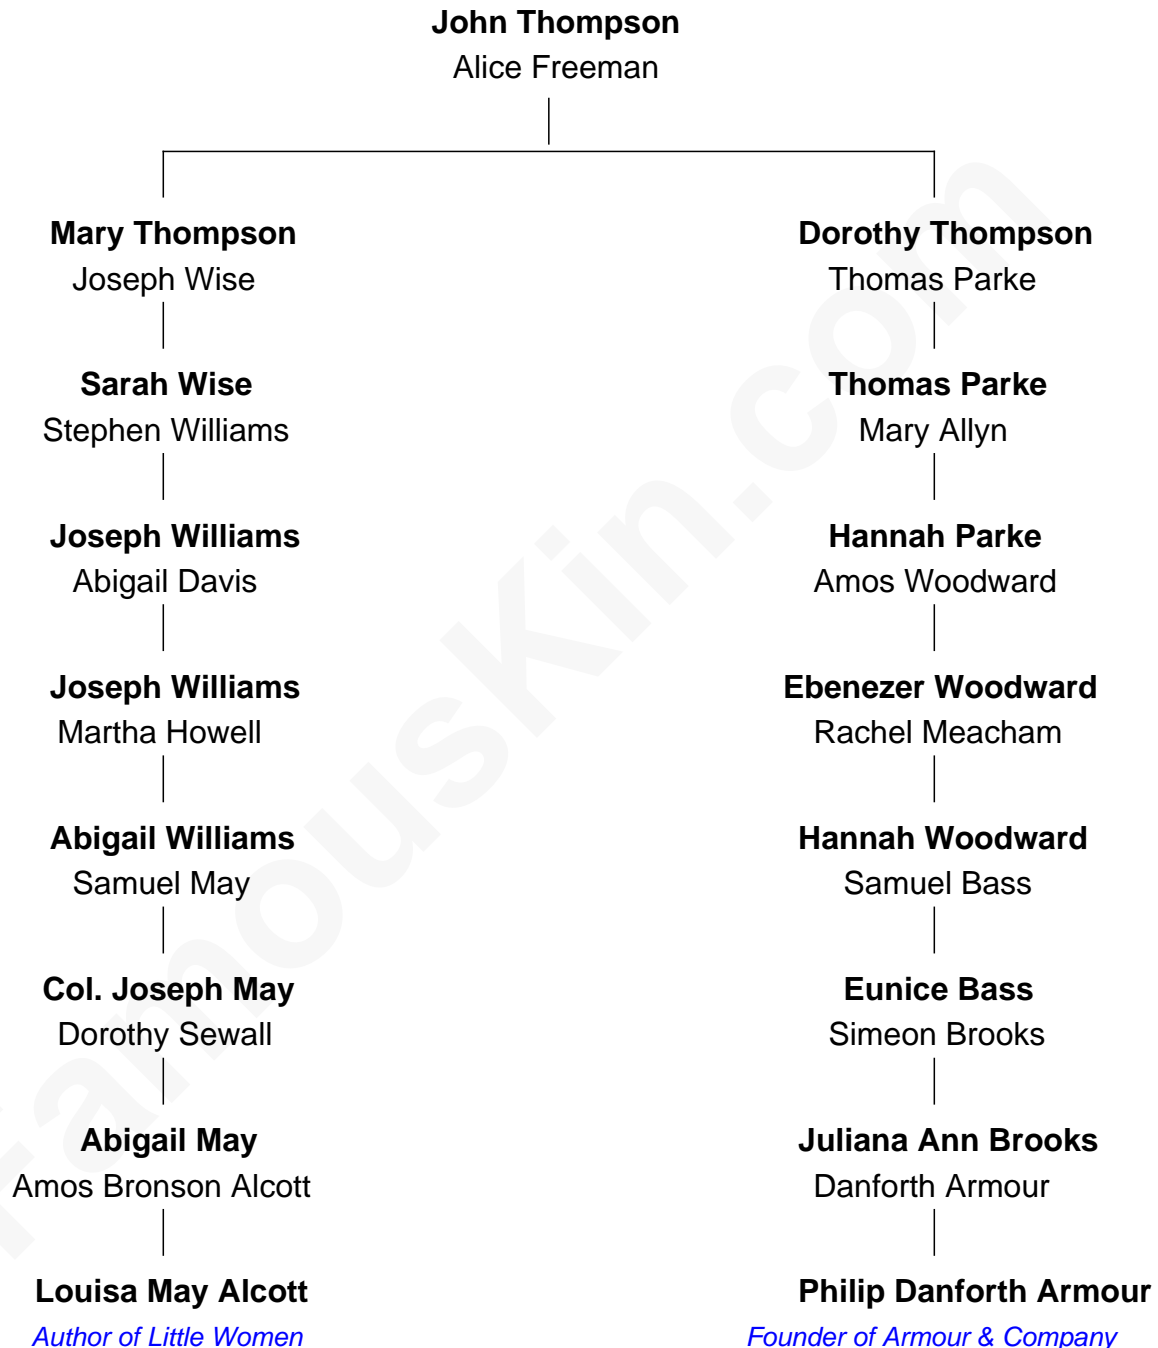 John Thompson
Alice Freeman
Mary Thompson
Joseph Wise
Sarah Wise
Stephen Williams
Joseph Williams
Abigail Davis
Joseph Williams
Martha Howell
Abigail Williams
Samuel May
Col. Joseph May
Dorothy Sewall
Abigail May
Amos Bronson Alcott
Louisa May Alcott
Author of Little Women
Dorothy Thompson
Thomas Parke
Thomas Parke
Mary Allyn
Hannah Parke
Amos Woodward
Ebenezer Woodward
Rachel Meacham
Hannah Woodward
Samuel Bass
Eunice Bass
Simeon Brooks
Juliana Ann Brooks
Danforth Armour
Philip Danforth Armour
Founder of Armour & Company
FamousKin.com